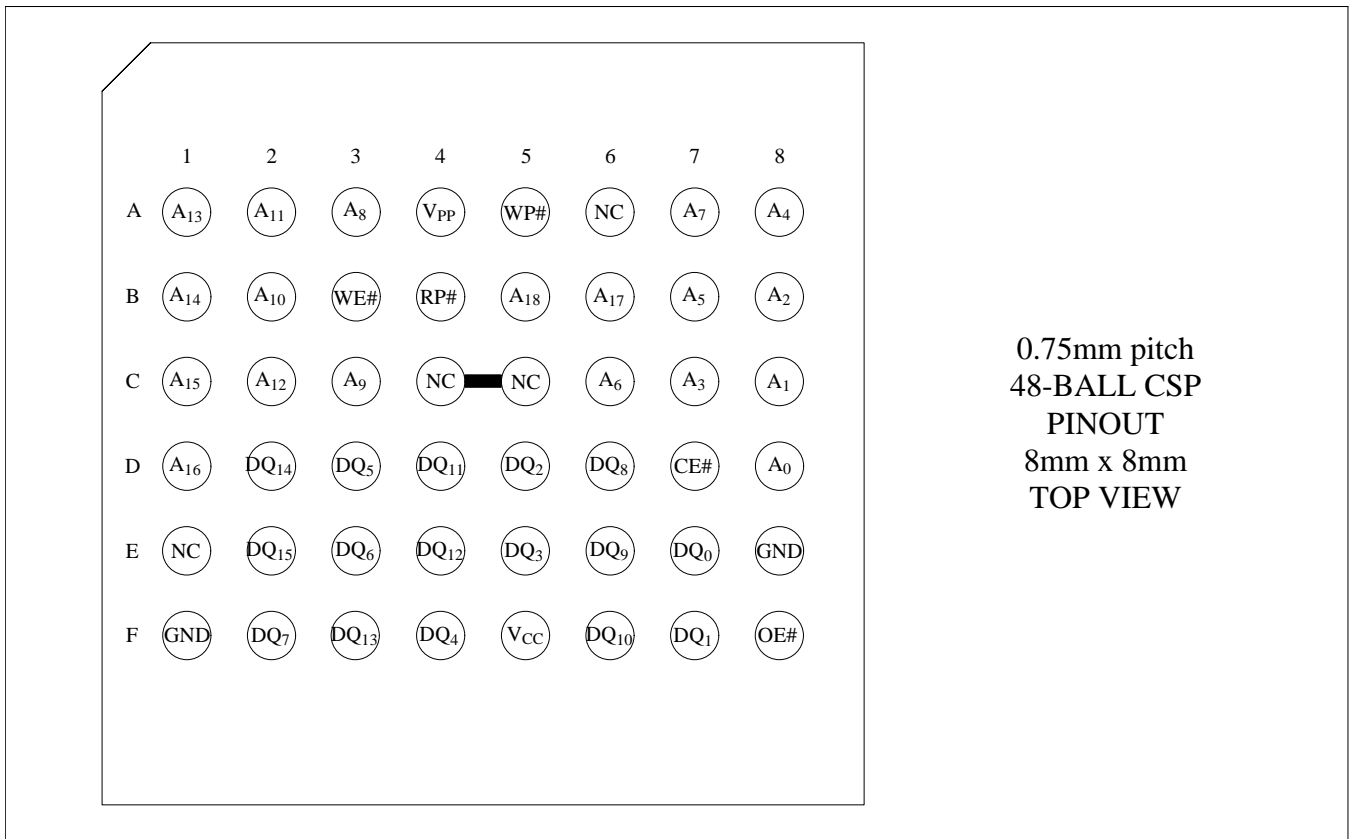 1 2 3 4 5 6 7 8
A A13 A11 A8 VPP WP# NC A7 A4
B A14 A10 WE# RP# A18 A17 A5 A2
C A15 A12 A9 NC NC A6 A3 A1
D A16 DQ14 DQ5 DQ11 DQ2 DQ8 CE# A0
E NC DQ15 DQ6 DQ12 DQ3 DQ9 DQ0 GND
F GND DQ7 DQ13 DQ4 VCC DQ10 DQ1 OE#
0.75mm pitch
48-BALL CSP
PINOUT
8mm x 8mm
TOP VIEW